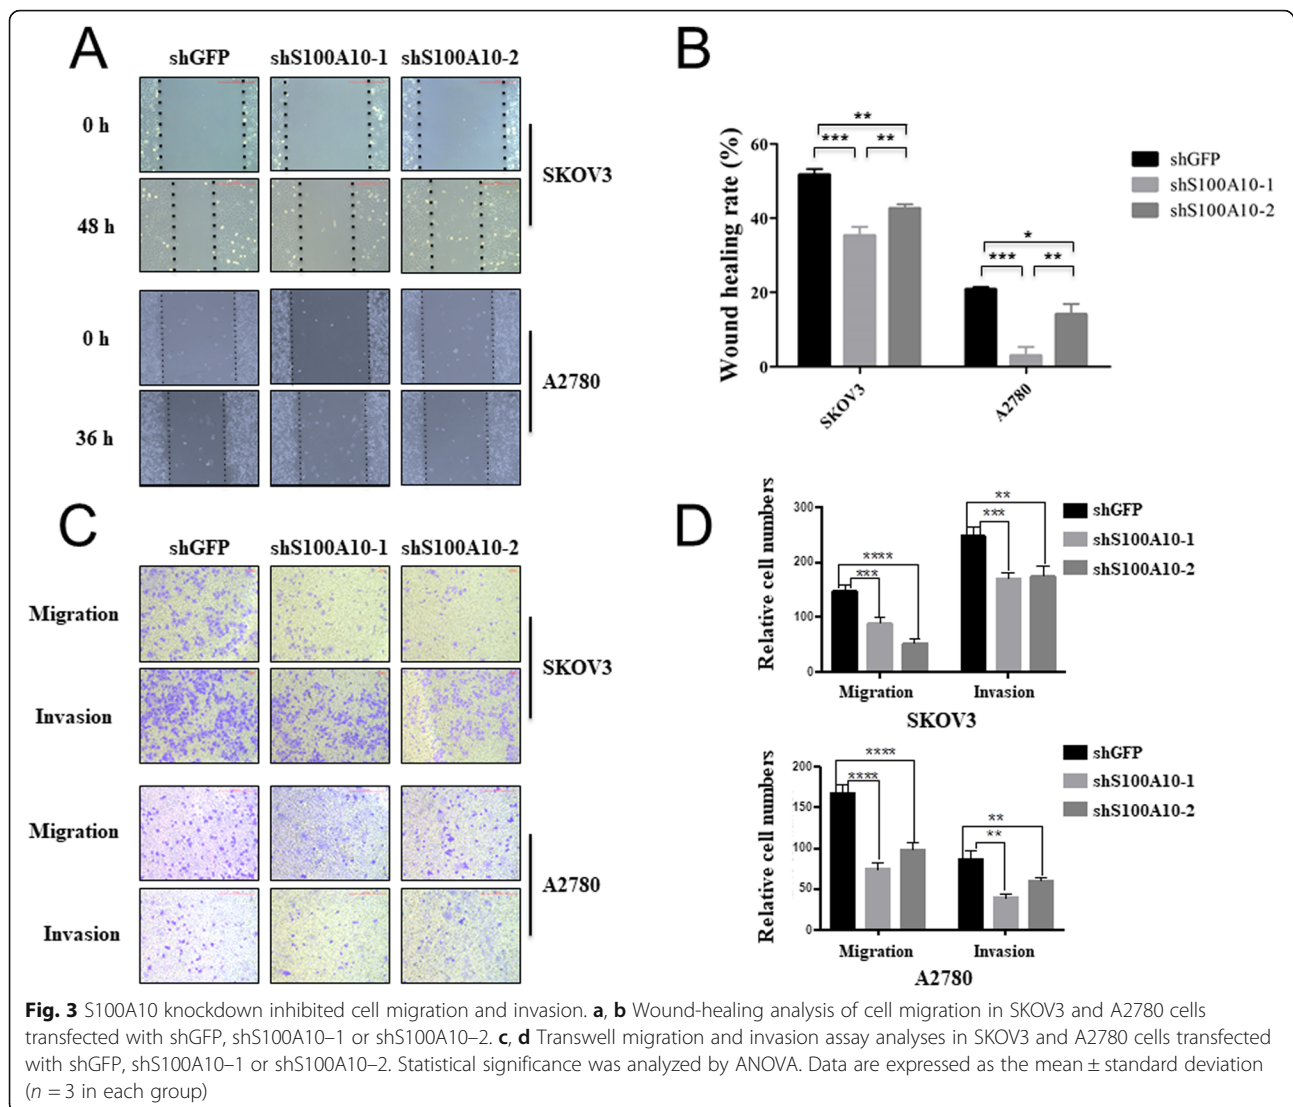 A
shGFP shS100A10-1 shS100A10-2
0 h
SKOV3
48 h
0 h
A2780
36 h
B
Wound healing rate (%)
60
40
20
0
** 
*** **
*
*** **
SKOV3
A2780
shGFP
shS100A10-1
shS100A10-2
C
shGFP shS100A10-1 shS100A10-2
Migration
SKOV3
Invasion
Migration
A2780
Invasion
D
Relative cell numbers
300
200
100
0
****
***
**
***
Migration Invasion
SKOV3
shGFP
shS100A10-1
shS100A10-2
Relative cell numbers
200
150
100
50
0
****
****
**
**
Migration Invasion
A2780
shGFP
shS100A10-1
shS100A10-2
Fig. 3 S100A10 knockdown inhibited cell migration and invasion. a, b Wound-healing analysis of cell migration in SKOV3 and A2780 cells
transfected with shGFP, shS100A10–1 or shS100A10–2. c, d Transwell migration and invasion assay analyses in SKOV3 and A2780 cells transfected
with shGFP, shS100A10–1 or shS100A10–2. Statistical significance was analyzed by ANOVA. Data are expressed as the mean ± standard deviation
(n = 3 in each group)